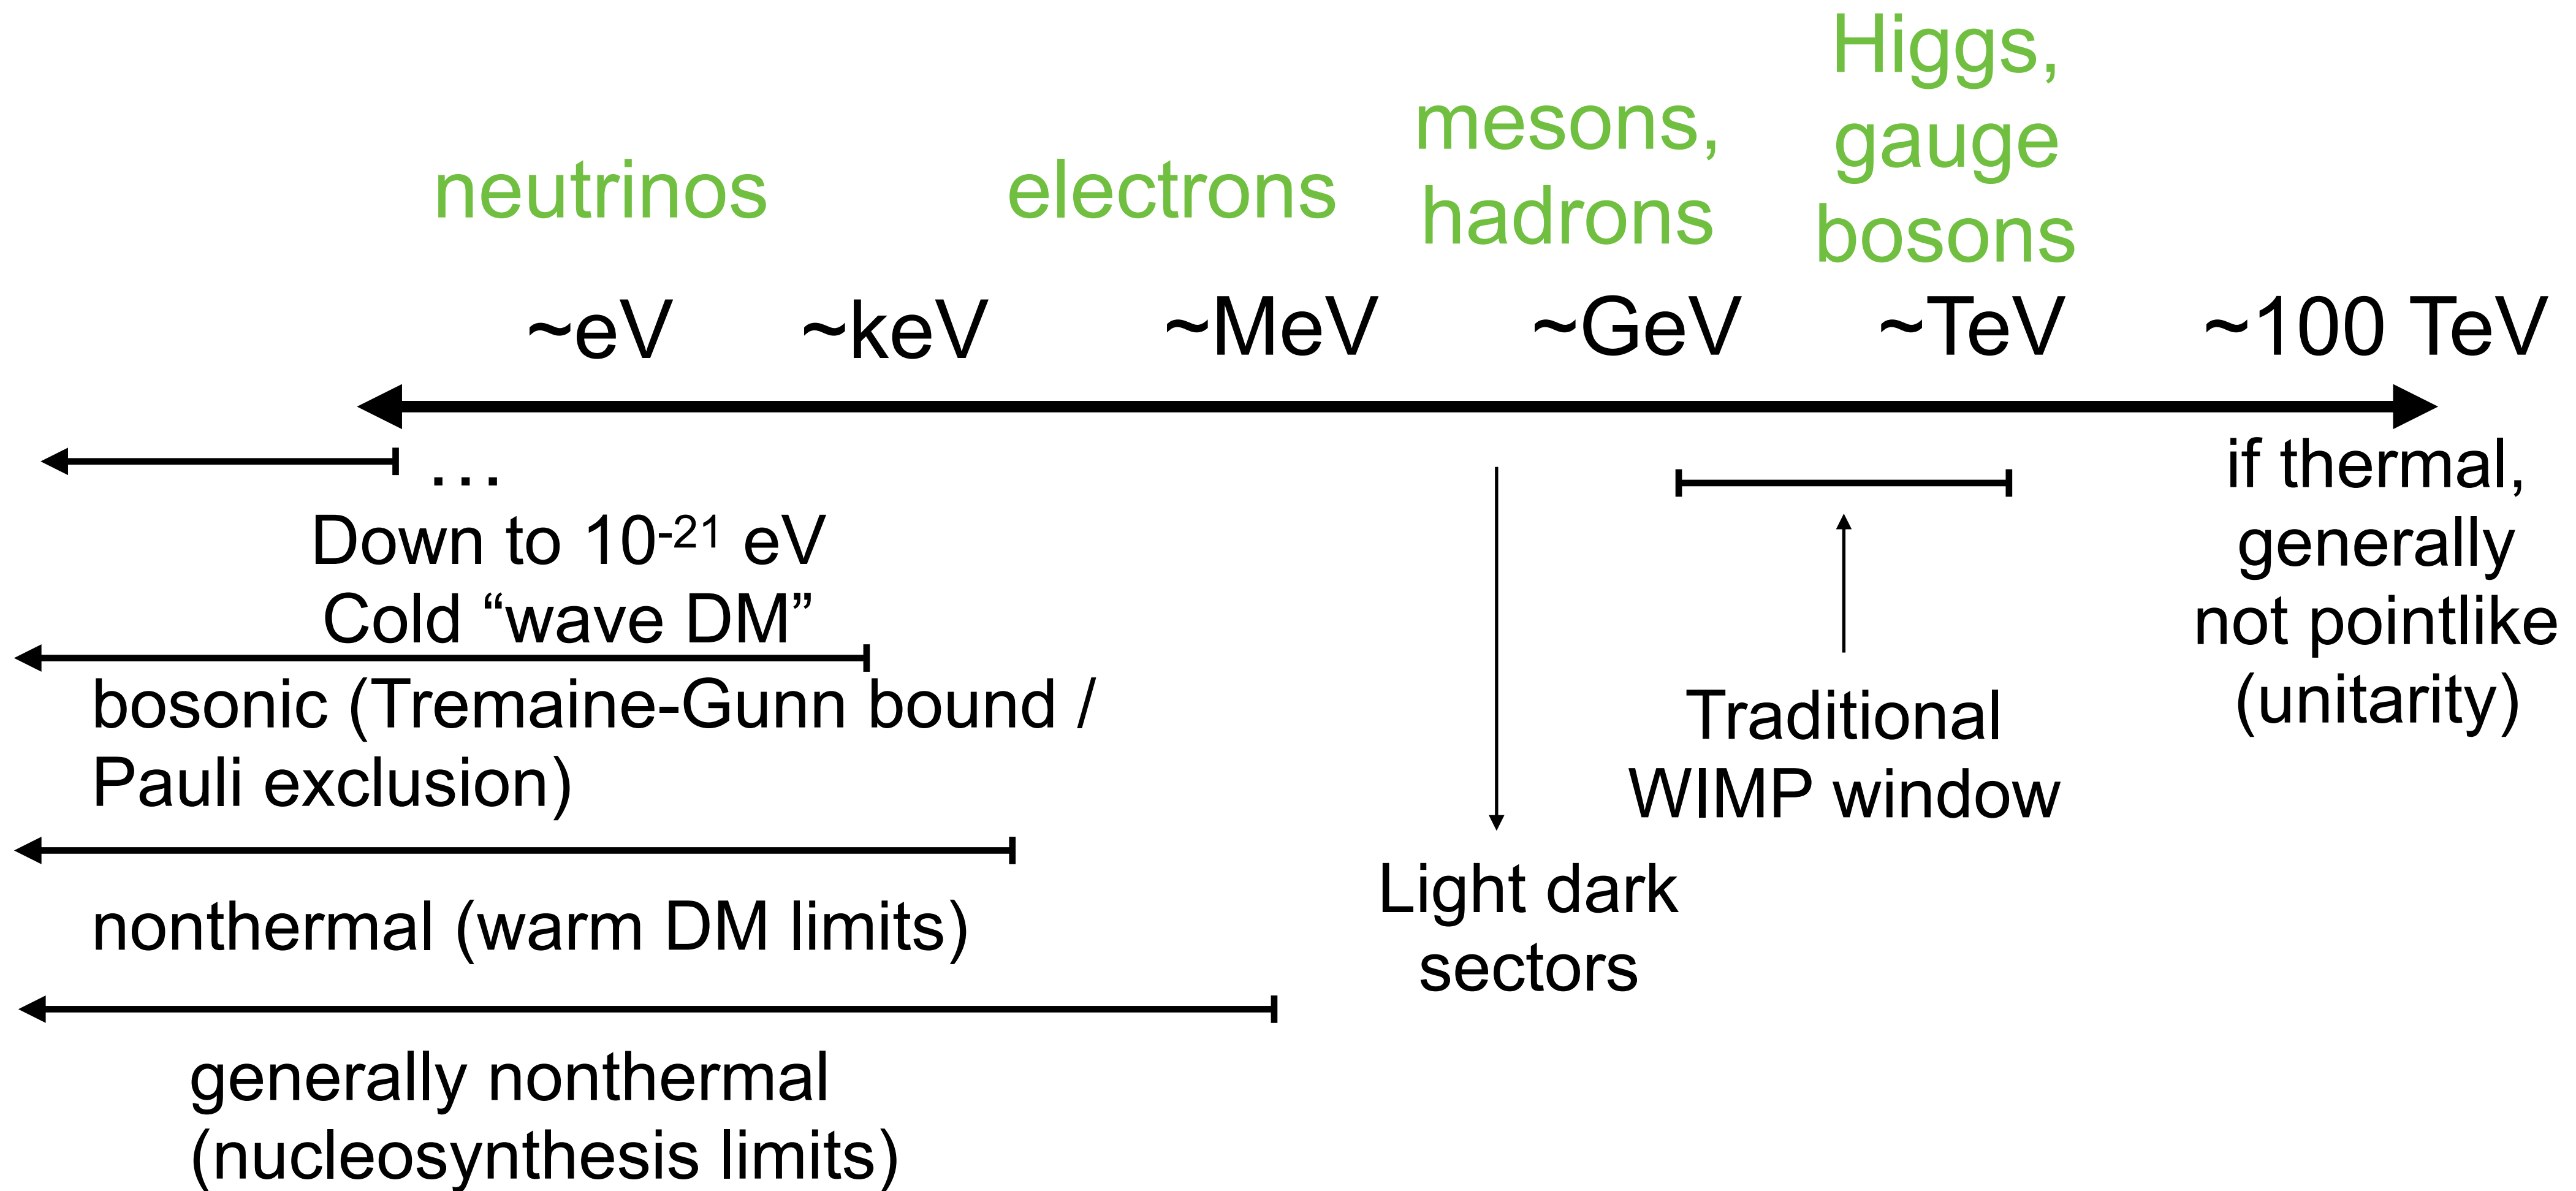 neutrinos
electrons
mesons,
hadrons
Higgs,
gauge
bosons
~eV
~keV
~MeV
~GeV
~TeV
~100 TeV
...
Down to 10⁻²¹ eV
Cold “wave DM”
bosonic (Tremaine-Gunn bound /
Pauli exclusion)
nonthermal (warm DM limits)
generally nonthermal
(nucleosynthesis limits)
Light dark
sectors
Traditional
WIMP window
if thermal,
generally
not pointlike
(unitarity)